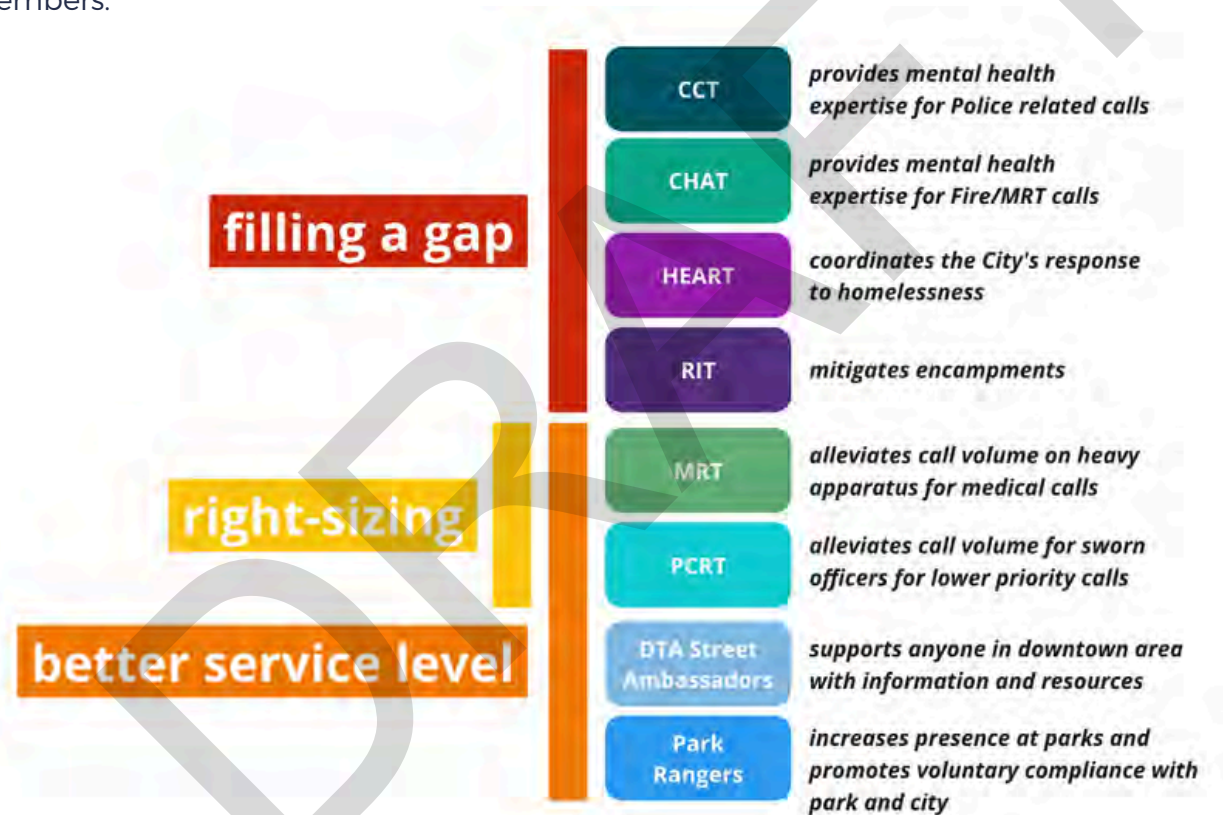 embers.
CCT
provides mental health
expertise for Police related calls
CHAT
provides mental health
expertise for Fire/MRT calls
filling a gap
HEART
coordinates the City's response
to homelessness
RIT
mitigates encampments
MRT
alleviates call volume on heavy
apparatus for medical calls
right-sizing
PCRT
alleviates call volume for sworn
officers for lower priority calls
better service level
DTA Street
Ambassadors
supports anyone in downtown area
with information and resources
Park
Rangers
increases presence at parks and
promotes voluntary compliance with
park and city
DRAFT